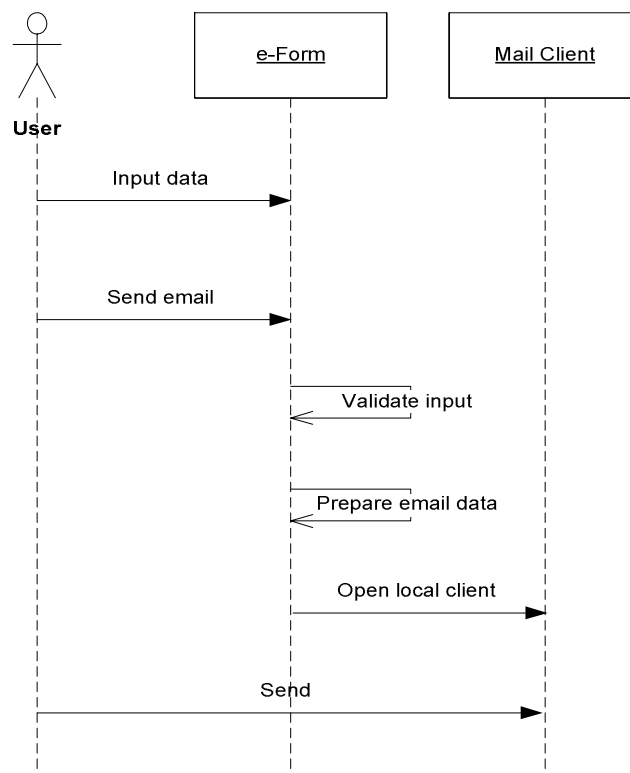 e-Form
Mail Client
User
Input data
Send email
Validate input
Prepare email data
Open local client
Send